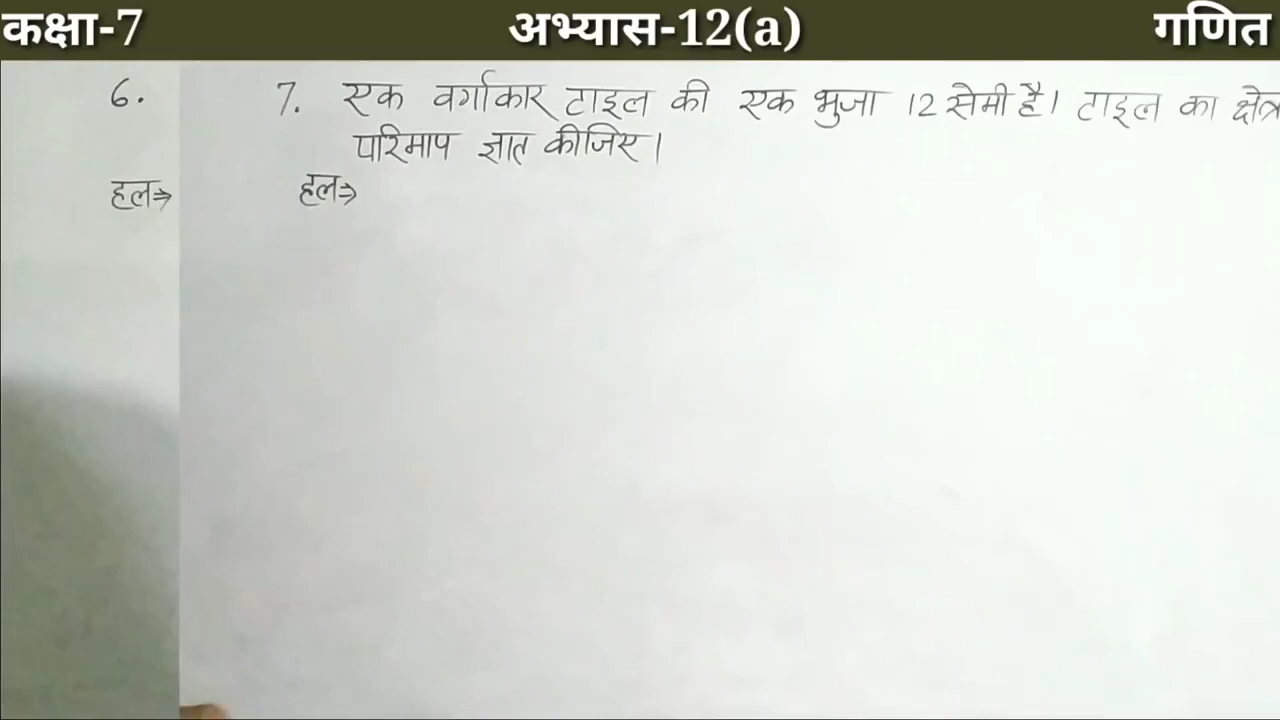 कक्षा-7 अभ्यास-12(a) गणित
6. 7. एक वर्गाकार टाइल की एक भुजा 12 सेमी है। टाइल का क्षेत्र
परिमाप ज्ञात कीजिए।
हल⇒ हल⇒